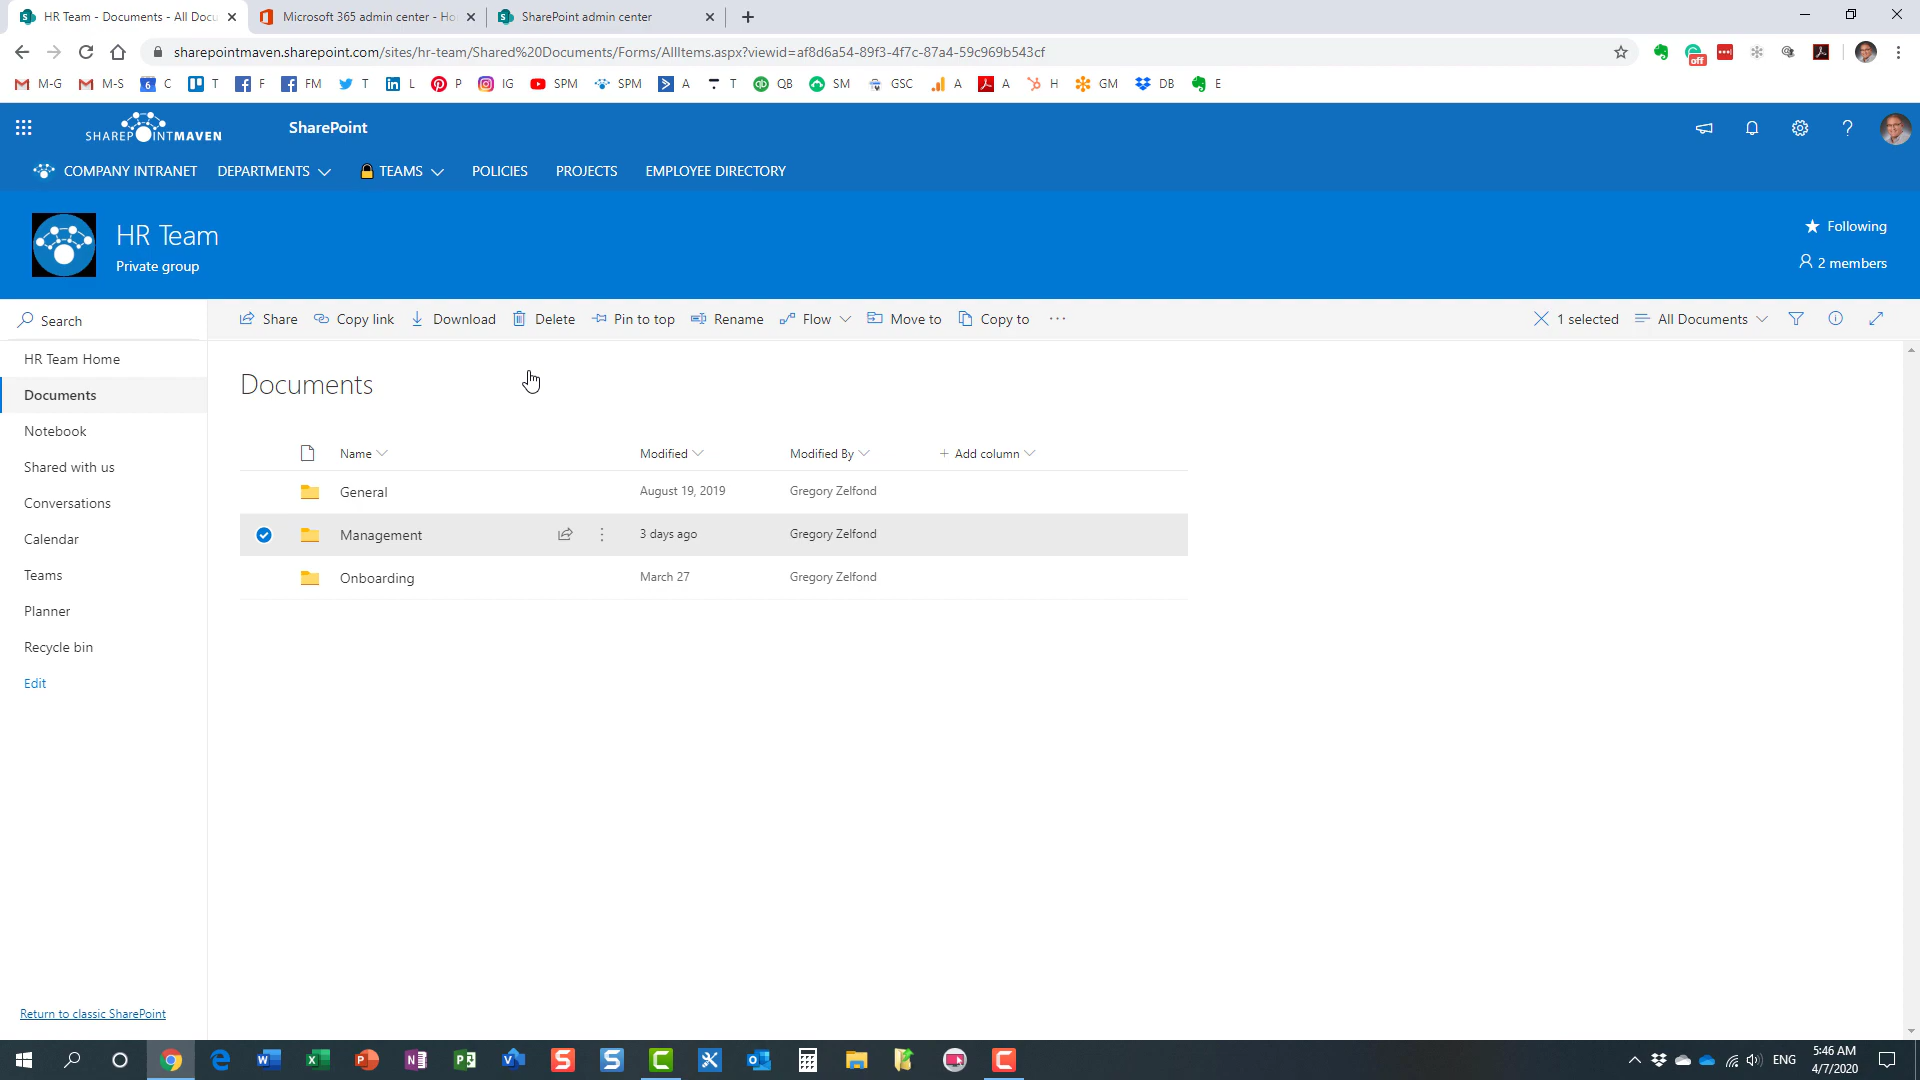 HR Team - Documents - All Docu
Microsoft 365 admin center - Ho
SharePoint admin center
sharepointmaven.sharepoint.com/sites/hr-team/Shared%20Documents/Forms/AllItems.aspx?viewid=af8d6a54-89f3-4f7c-87a4-59c969b543cf
off
M-G M-S 6 C T F FM T L P IG SPM SPM A T QB SM GSC A A H GM DB E
SHAREPOINTMAVEN SharePoint
COMPANY INTRANET DEPARTMENTS TEAMS POLICIES PROJECTS EMPLOYEE DIRECTORY
HR Team
Private group
Following
2 members
Search
Share Copy link Download Delete Pin to top Rename Flow Move to Copy to ··· 1 selected All Documents
HR Team Home
Documents
Notebook
Shared with us
Conversations
Calendar
Teams
Planner
Recycle bin
Edit
Return to classic SharePoint
Documents
Name Modified Modified By + Add column
General August 19, 2019 Gregory Zelfond
Management 3 days ago Gregory Zelfond
Onboarding March 27 Gregory Zelfond
ENG
5:46 AM
4/7/2020